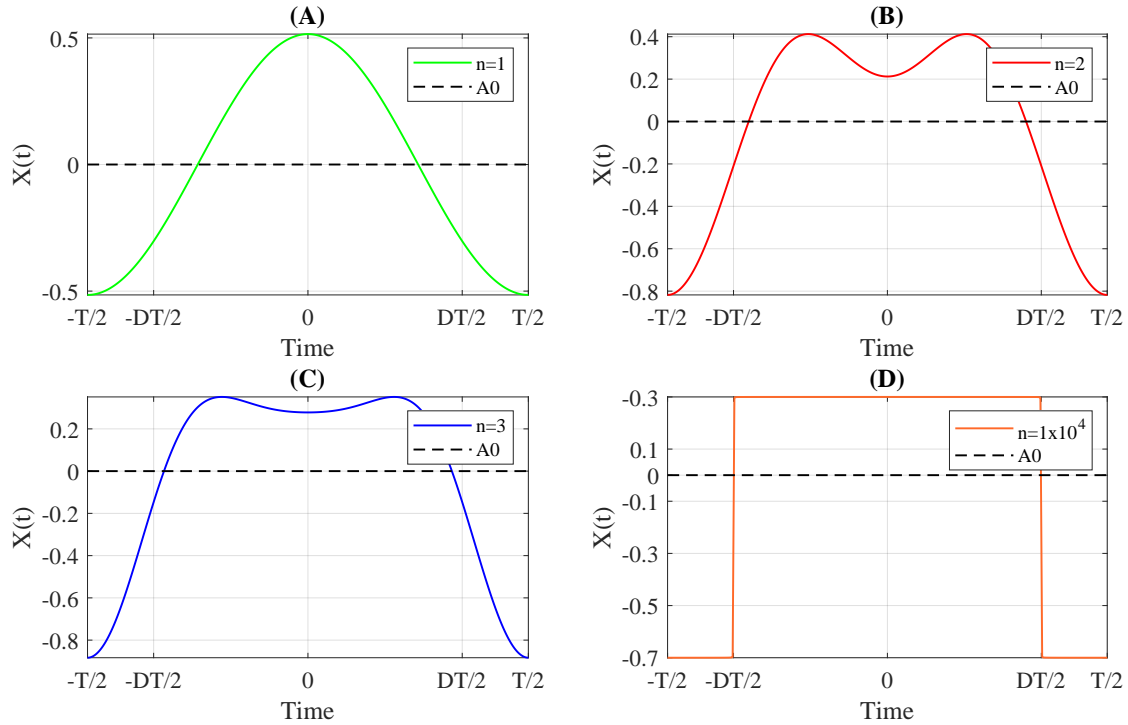 (A)
X(t)
0.5
0
-0.5
n=1
A0
-T/2 -DT/2 0 DT/2 T/2
Time
(B)
X(t)
0.4
0.2
0
-0.2
-0.4
-0.6
-0.8
n=2
A0
-T/2 -DT/2 0 DT/2 T/2
Time
(C)
X(t)
0.2
0
-0.2
-0.4
-0.6
-0.8
n=3
A0
-T/2 -DT/2 0 DT/2 T/2
Time
(D)
X(t)
-0.3
0.1
0
-0.1
-0.3
-0.5
-0.7
n=1x10⁴
A0
-T/2 -DT/2 0 DT/2 T/2
Time